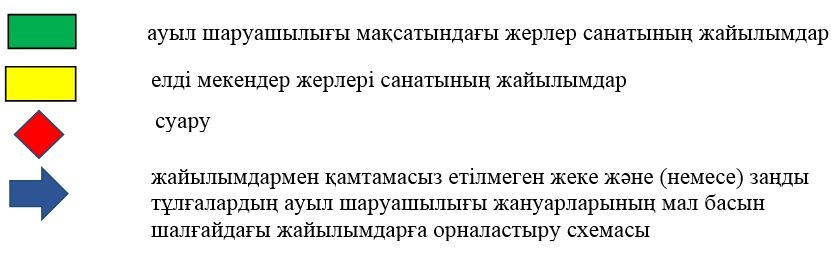 ауыл шаруашылығы мақсатындағы жерлер санатының жайылымдар
елді мекендер жерлері санатының жайылымдар
суару
жайылымдармен қамтамасыз етілмеген жеке және (немесе) заңды
тұлғалардың ауыл шаруашылығы жануарларының мал басын
шалғайдағы жайылымдарға орналастыру схемасы